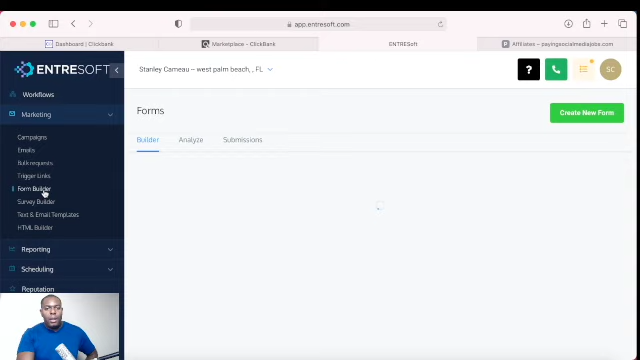 app.entresoft.com
Dashboard | Clickbank
Marketplace – ClickBank
ENTRESoft
Affiliates – payingsocialmediajobs.com
ENTRESOFT
Stanley Cameau -- west palm beach, , FL
?
SC
Workflows
Marketing
Campaigns
Emails
Bulk requests
Trigger Links
Form Builder
Survey Builder
Text & Email Templates
HTML Builder
Reporting
Scheduling
Reputation
Forms
Create New Form
Builder
Analyze
Submissions